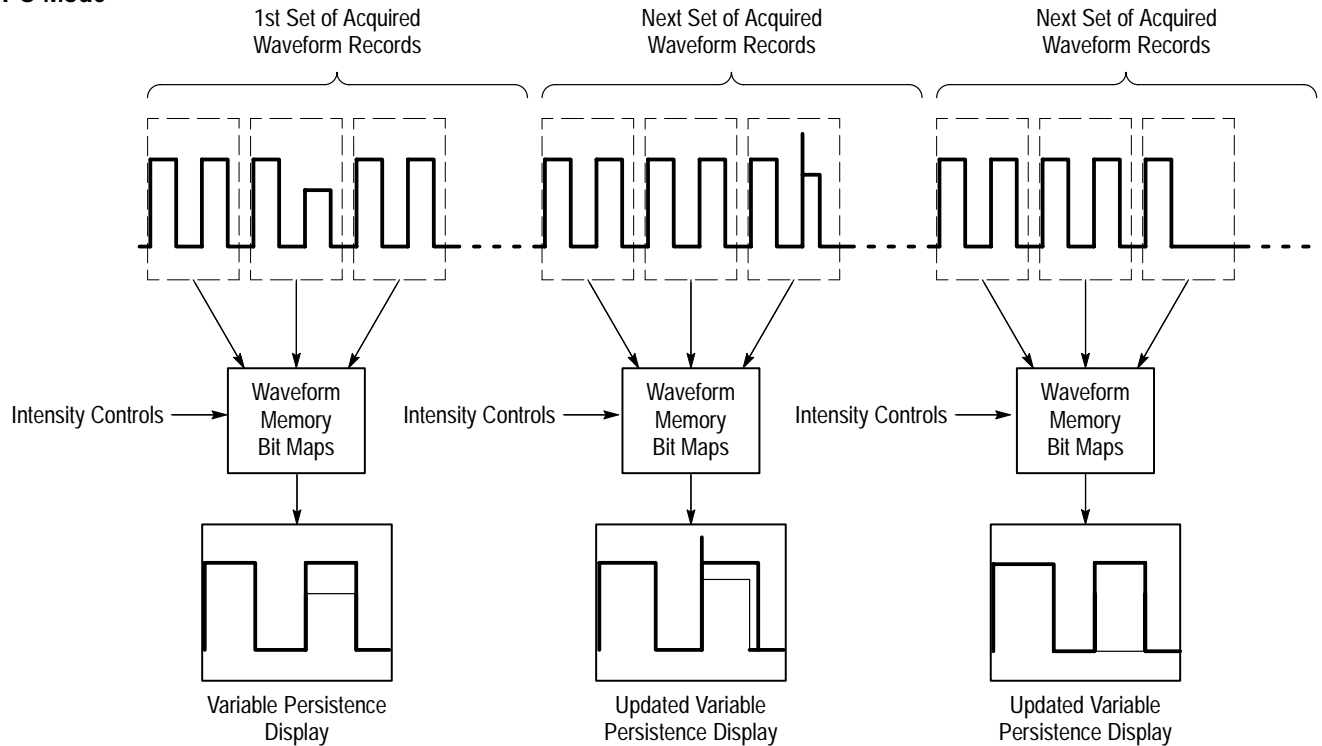 Mode
1st Set of Acquired
Waveform Records
Next Set of Acquired
Waveform Records
Next Set of Acquired
Waveform Records
Intensity Controls
Waveform
Memory
Bit Maps
Intensity Controls
Waveform
Memory
Bit Maps
Intensity Controls
Waveform
Memory
Bit Maps
Variable Persistence
Display
Updated Variable
Persistence Display
Updated Variable
Persistence Display